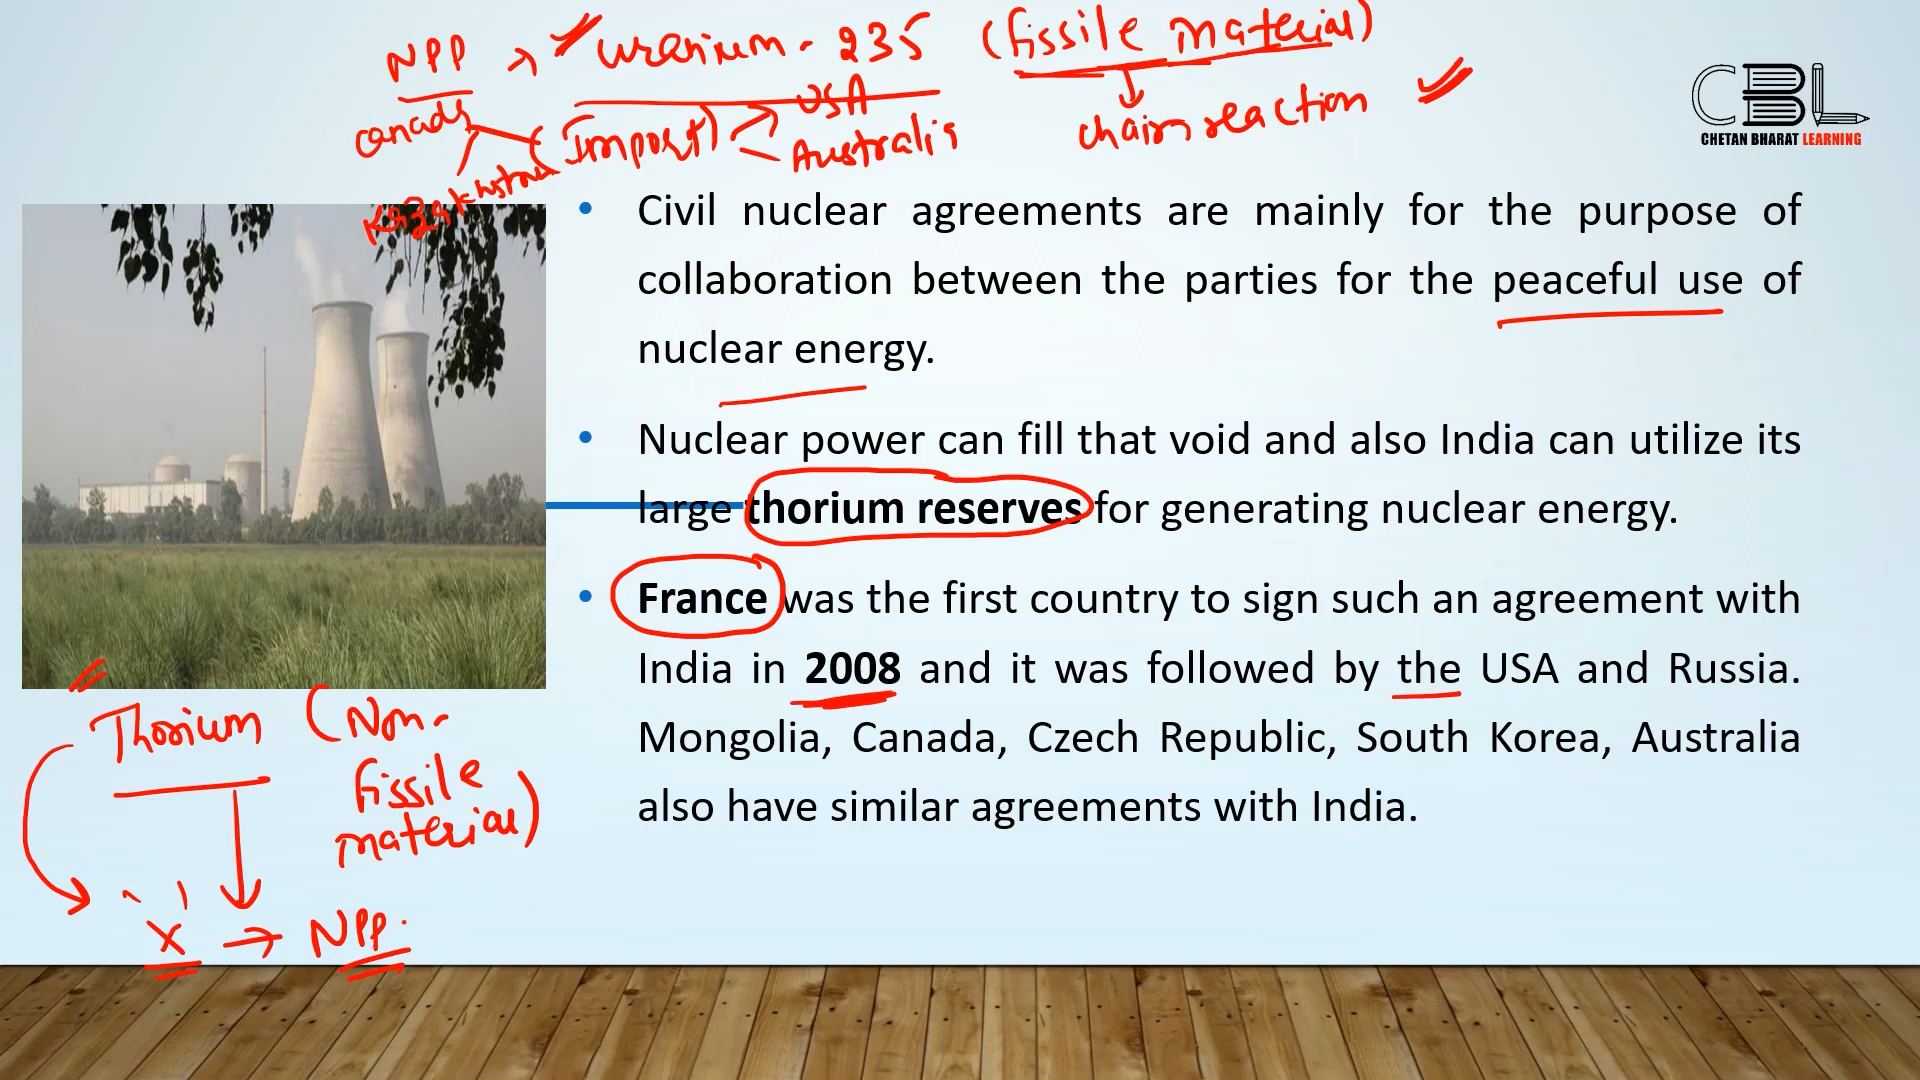 NPP → Uranium - 235 (fissile material)
chain reaction
Canada
(Import)
USA
Australia
Kazakhstan
CBL
CHETAN BHARAT LEARNING
• Civil nuclear agreements are mainly for the purpose of
collaboration between the parties for the peaceful use of
nuclear energy.
• Nuclear power can fill that void and also India can utilize its
large thorium reserves for generating nuclear energy.
• France was the first country to sign such an agreement with
India in 2008 and it was followed by the USA and Russia.
Mongolia, Canada, Czech Republic, South Korea, Australia
also have similar agreements with India.
Thorium (Non-
fissile
material)
X → NPP.